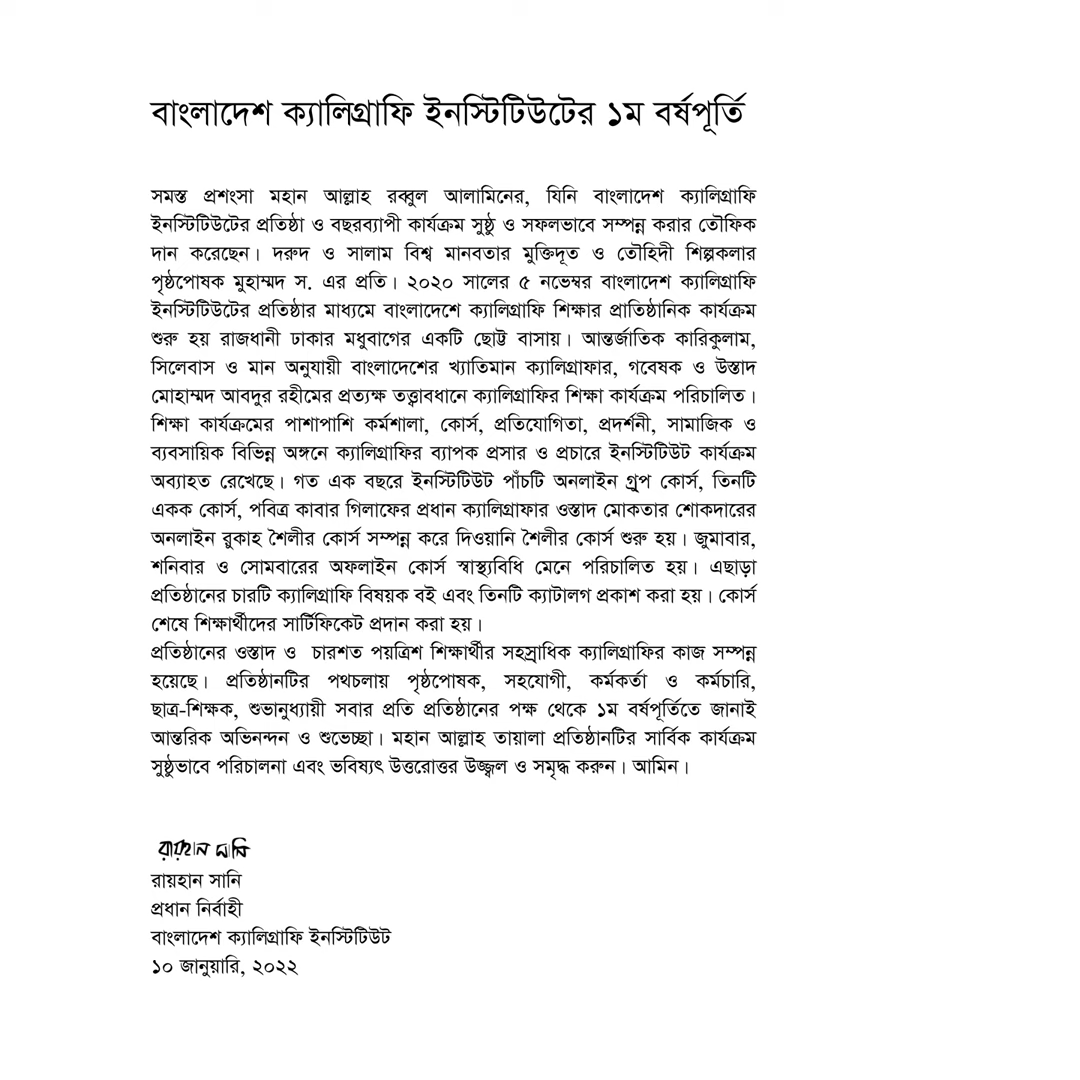 বাংলাদেশ ক্যালিগ্রাফি ইনস্টিটিউটের ১ম বর্ষপূর্তি
সমস্ত প্রশংসা মহান আল্লাহ রব্বুল আলামিনের, যিনি বাংলাদেশ ক্যালিগ্রাফি
ইনস্টিটিউটের প্রতিষ্ঠা ও বছরব্যাপী কার্যক্রম সুষ্ঠু ও সফলভাবে সম্পন্ন করার তৌফিক
দান করেছেন। দরুদ ও সালাম বিশ্ব মানবতার মুক্তিদূত ও তৌহিদী শিল্পকলার
পৃষ্ঠপোষক মুহাম্মদ স. এর প্রতি। ২০২০ সালের ৫ নভেম্বর বাংলাদেশ ক্যালিগ্রাফি
ইনস্টিটিউটের প্রতিষ্ঠার মাধ্যমে বাংলাদেশে ক্যালিগ্রাফি শিক্ষার প্রাতিষ্ঠানিক কার্যক্রম
শুরু হয় রাজধানী ঢাকার মধুবাগের একটি ছোট্ট বাসায়। আন্তর্জাতিক কারিকুলাম,
সিলেবাস ও মান অনুযায়ী বাংলাদেশের খ্যাতিমান ক্যালিগ্রাফার, গবেষক ও উস্তাদ
মোহাম্মদ আবদুর রহীমের প্রত্যক্ষ তত্ত্বাবধানে ক্যালিগ্রাফির শিক্ষা কার্যক্রম পরিচালিত।
শিক্ষা কার্যক্রমের পাশাপাশি কর্মশালা, কোর্স, প্রতিযোগিতা, প্রদর্শনী, সামাজিক ও
ব্যবসায়িক বিভিন্ন অঙ্গনে ক্যালিগ্রাফির ব্যাপক প্রসার ও প্রচারে ইনস্টিটিউট কার্যক্রম
অব্যাহত রেখেছে। গত এক বছরে ইনস্টিটিউট পাঁচটি অনলাইন গ্রুপ কোর্স, তিনটি
একক কোর্স, পবিত্র কাবার গিলাফের প্রধান ক্যালিগ্রাফার ওস্তাদ মোকতার শোকদারের
অনলাইন রুকাহ শৈলীর কোর্স সম্পন্ন করে দিওয়ানি শৈলীর কোর্স শুরু হয়। জুমাবার,
শনিবার ও সোমবারের অফলাইন কোর্স স্বাস্থ্যবিধি মেনে পরিচালিত হয়। এছাড়া
প্রতিষ্ঠানের চারটি ক্যালিগ্রাফি বিষয়ক বই এবং তিনটি ক্যাটালগ প্রকাশ করা হয়। কোর্স
শেষে শিক্ষার্থীদের সার্টিফিকেট প্রদান করা হয়।
প্রতিষ্ঠানের ওস্তাদ ও চারশত পয়ত্রিশ শিক্ষার্থীর সহস্রাধিক ক্যালিগ্রাফির কাজ সম্পন্ন
হয়েছে। প্রতিষ্ঠানটির পথচলায় পৃষ্ঠপোষক, সহযোগী, কর্মকর্তা ও কর্মচারি,
ছাত্র-শিক্ষক, শুভানুধ্যায়ী সবার প্রতি প্রতিষ্ঠানের পক্ষ থেকে ১ম বর্ষপূর্তিতে জানাই
আন্তরিক অভিনন্দন ও শুভেচ্ছা। মহান আল্লাহ তায়ালা প্রতিষ্ঠানটির সার্বিক কার্যক্রম
সুষ্ঠুভাবে পরিচালনা এবং ভবিষ্যৎ উত্তরোত্তর উজ্জ্বল ও সমৃদ্ধ করুন। আমিন।
রায়হান সানি
রায়হান সানি
প্রধান নির্বাহী
বাংলাদেশ ক্যালিগ্রাফি ইনস্টিটিউট
১০ জানুয়ারি, ২০২২